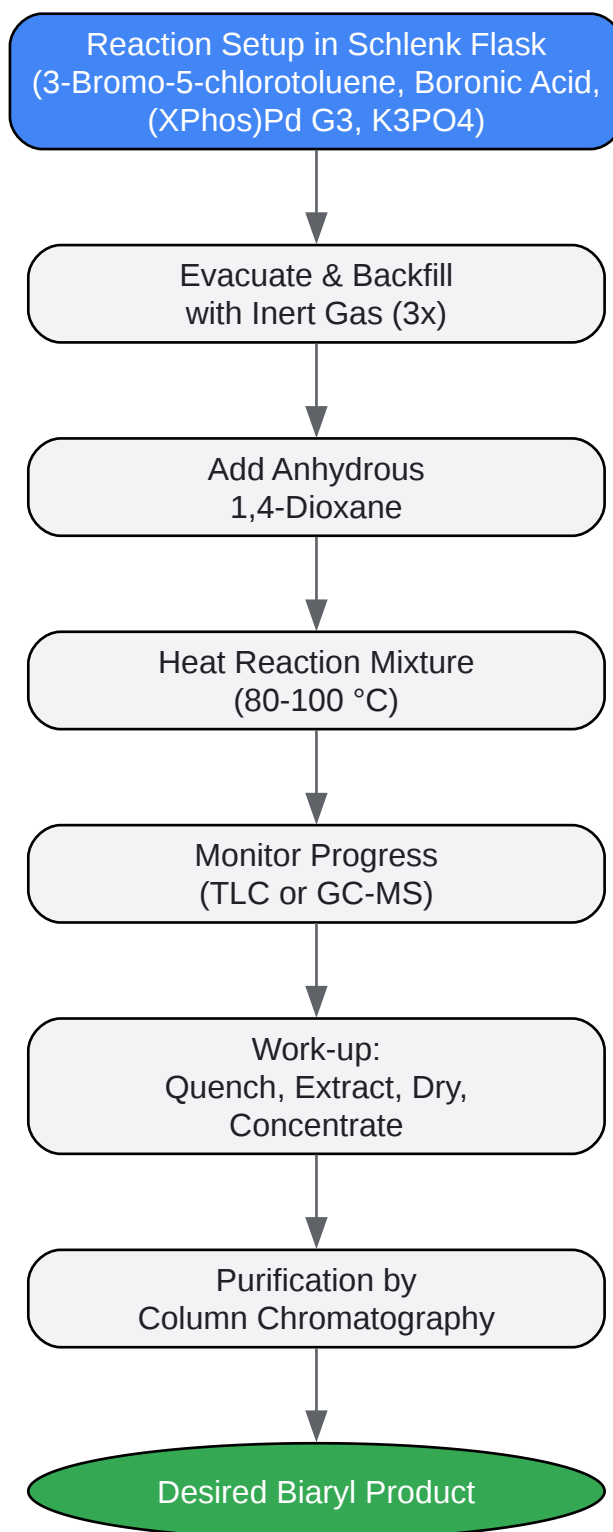 Reaction Setup in Schlenk Flask
(3-Bromo-5-chlorotoluene, Boronic Acid,
(XPhos)Pd G3, K3PO4)
Evacuate & Backfill
with Inert Gas (3x)
Add Anhydrous
1,4-Dioxane
Heat Reaction Mixture
(80-100 °C)
Monitor Progress
(TLC or GC-MS)
Work-up:
Quench, Extract, Dry,
Concentrate
Purification by
Column Chromatography
Desired Biaryl Product